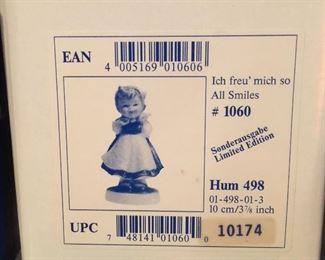 EAN
4 005169 010606
Ich freu' mich so
All Smiles
# 1060
Sonderausgabe
Limited Edition
Hum 498
01-498-01-3
10 cm/3⅞ inch
UPC
7 48141 01060 0
10174